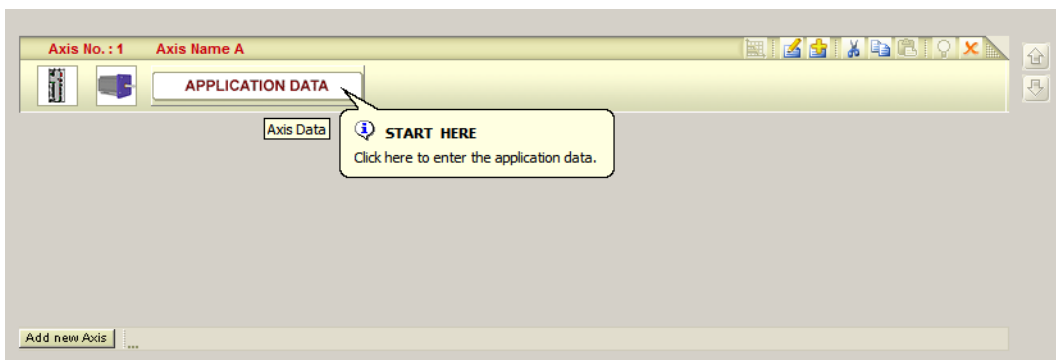 Axis No. : 1 Axis Name A
APPLICATION DATA
Axis Data
START HERE
Click here to enter the application data.
Add new Axis ...